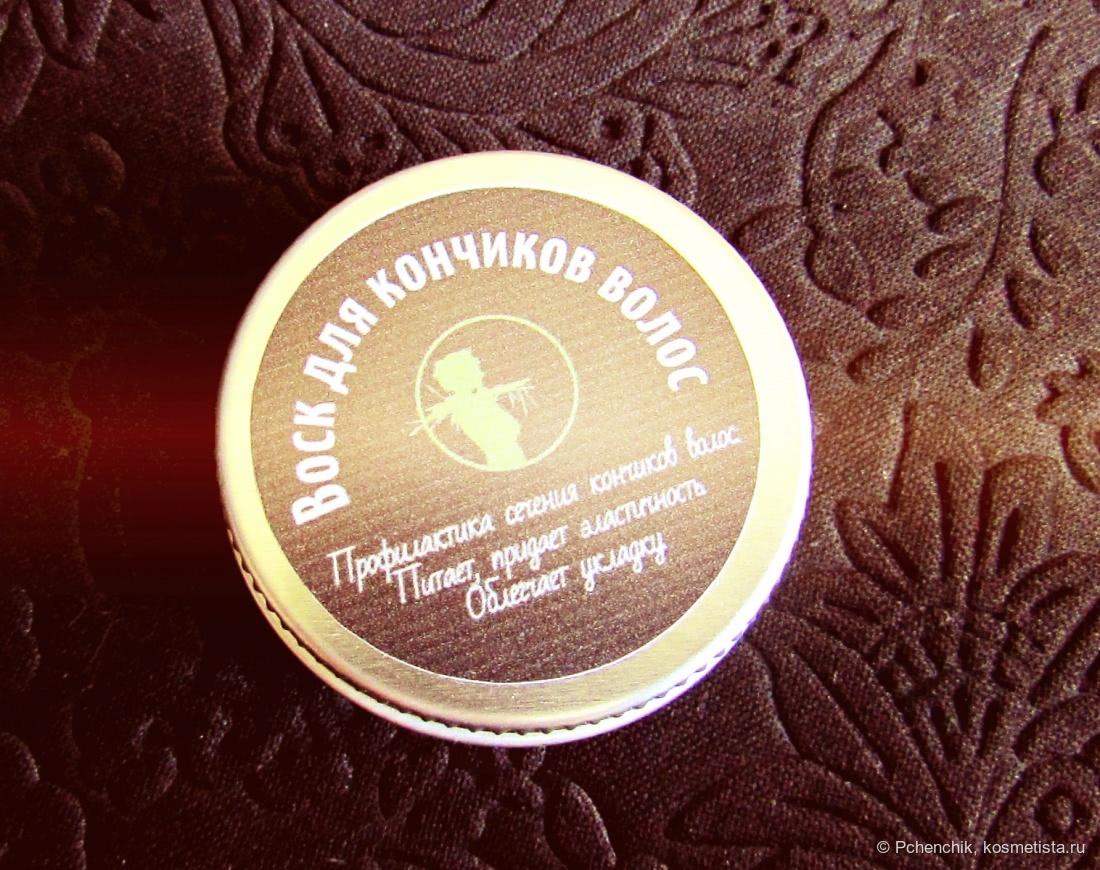 Воск для кончиков волос
Профилактика сечения кончиков волос.
Питает, придает эластичность.
Облегчает укладку
© Pchenchik, kosmetista.ru